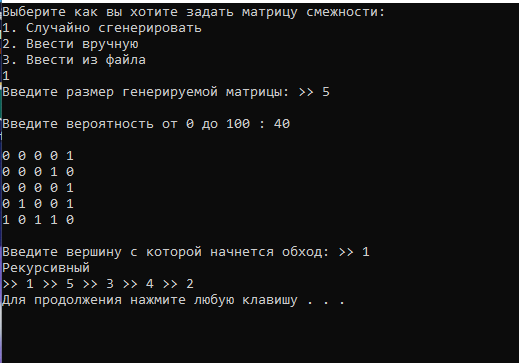 Выберите как вы хотите задать матрицу смежности:
1. Случайно сгенерировать
2. Ввести вручную
3. Ввести из файла
1
Введите размер генерируемой матрицы: >> 5
Введите вероятность от 0 до 100 : 40
0 0 0 0 1
0 0 0 1 0
0 0 0 0 1
0 1 0 0 1
1 0 1 1 0
Введите вершину с которой начнется обход: >> 1
Рекурсивный
>> 1 >> 5 >> 3 >> 4 >> 2
Для продолжения нажмите любую клавишу . . .